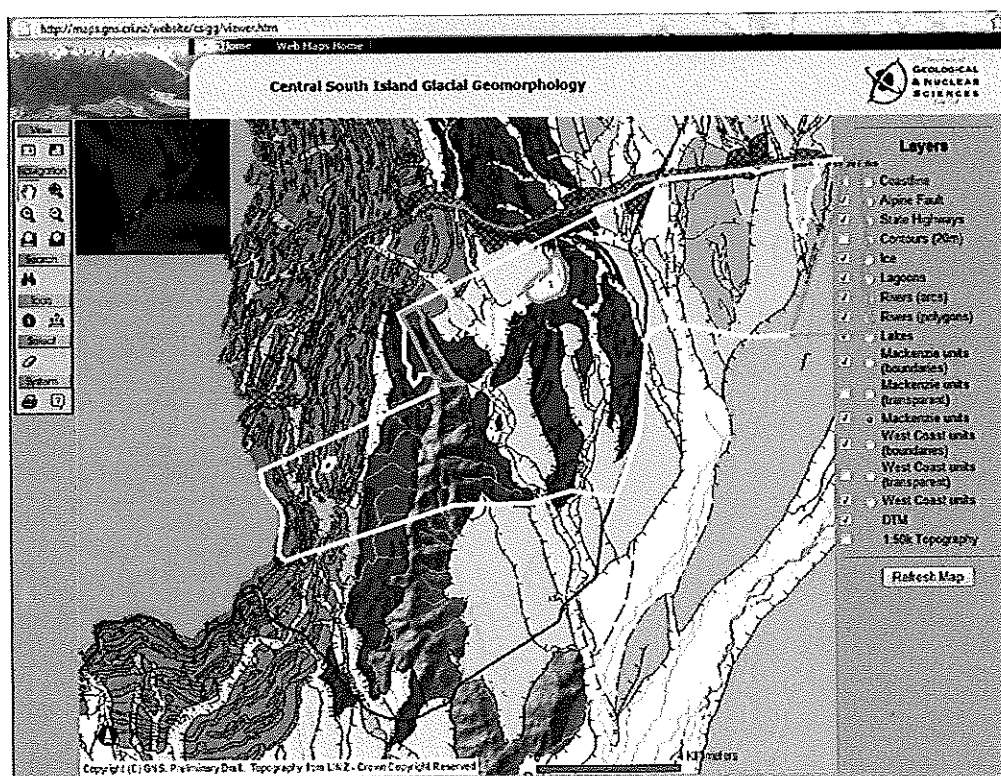 http://maps.gns.cri.nz/website/csigg/viewer.htm
Home Web Maps Home
Central South Island Glacial Geomorphology
GEOLOGICAL
& NUCLEAR
SCIENCES
View
Navigation
Search
Tools
Select
System
Layers
Coastline
Alpine Fault
State Highways
Contours (20m)
Ice
Lagoons
Rivers (arcs)
Rivers (polygons)
Lakes
Mackenzie units
(boundaries)
Mackenzie units
(transparent)
Mackenzie units
West Coast units
(boundaries)
West Coast units
(transparent)
West Coast units
DTM
1:50k Topography
Refresh Map
Copyright (C) GNS. Preliminary Draft. Topography from LINZ - Crown Copyright Reserved